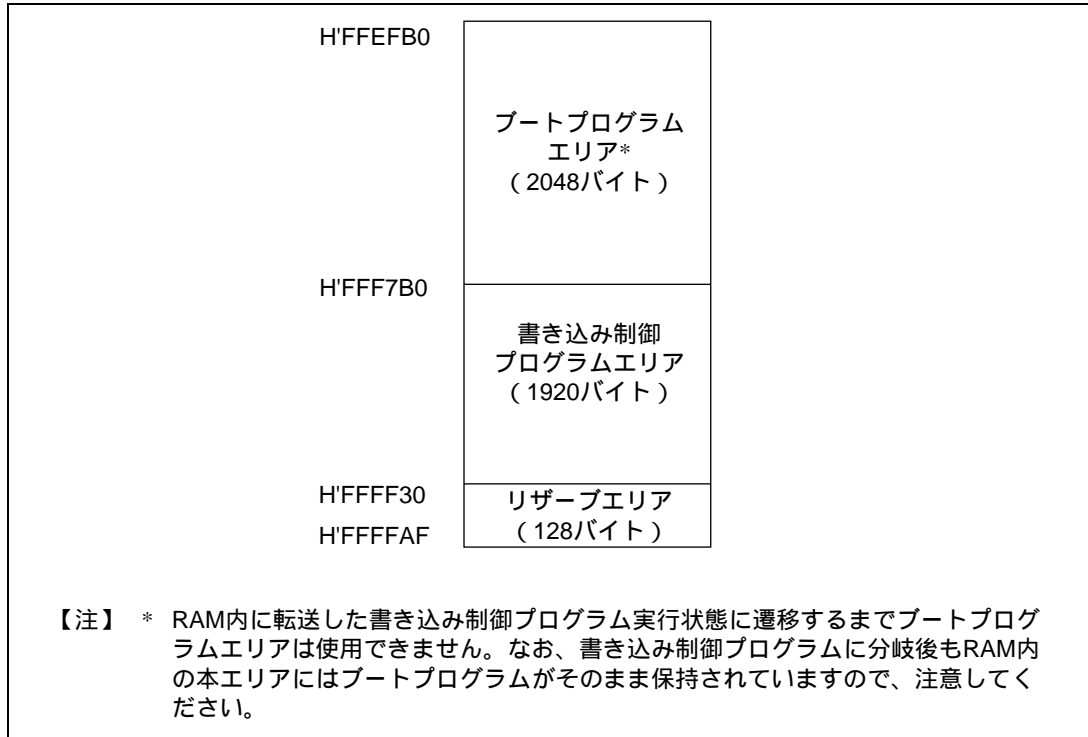 H'FFEFB0
ブートプログラム
エリア*
（2048バイト）
H'FFF7B0
書き込み制御
プログラムエリア
（1920バイト）
H'FFFF30
リザーブエリア
（128バイト）
H'FFFFAF
【注】 * RAM内に転送した書き込み制御プログラム実行状態に遷移するまでブートプログ
ラムエリアは使用できません。なお、書き込み制御プログラムに分岐後もRAM内
の本エリアにはブートプログラムがそのまま保持されていますので、注意してく
ださい。